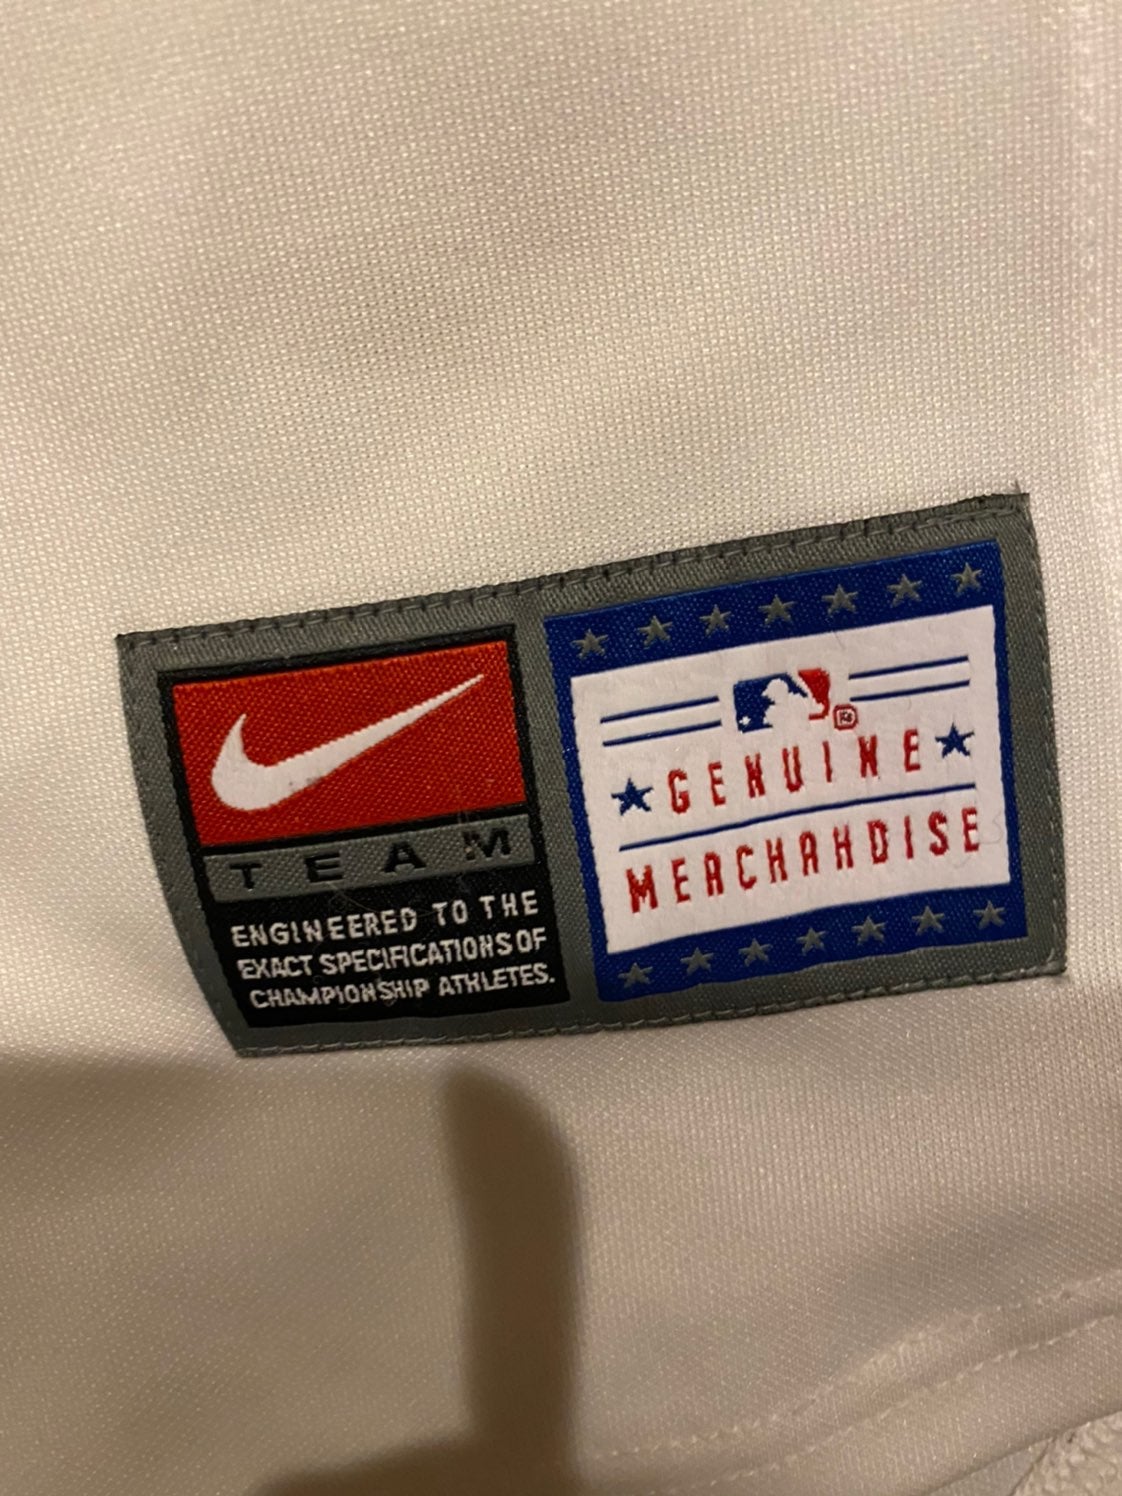 TEAM
ENGINEERED TO THE
EXACT SPECIFICATIONS OF
CHAMPIONSHIP ATHLETES.
®
GENUINE
MERCHANDISE